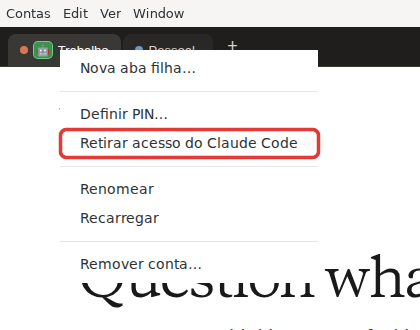 Contas Edit Ver Window
Trabalho Pessoal +
Nova aba filha...
Definir PIN...
Retirar acesso do Claude Code
Renomear
Recarregar
Remover conta...
Question wha